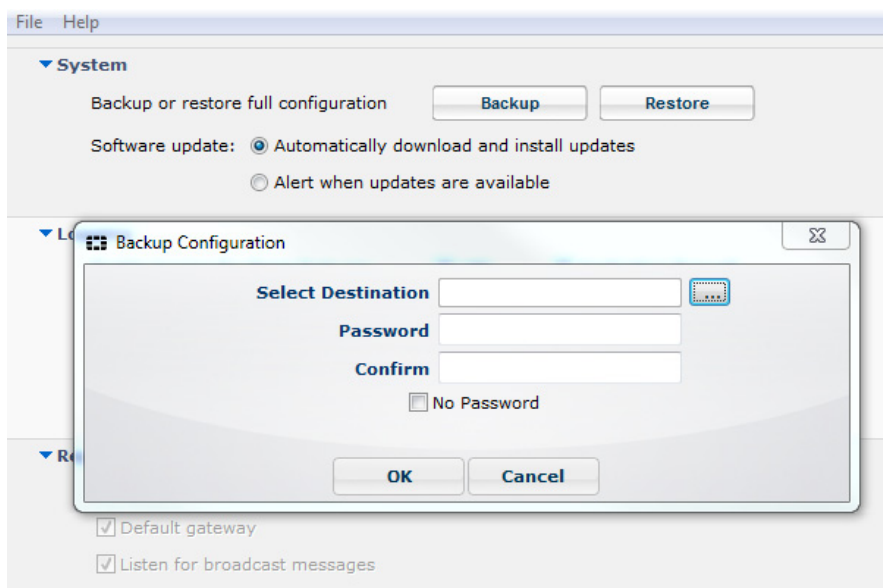 File Help
System
Backup or restore full configuration Backup Restore
Software update: Automatically download and install updates
Alert when updates are available
Backup Configuration
Select Destination ...
Password
Confirm
No Password
OK Cancel
Default gateway
Listen for broadcast messages